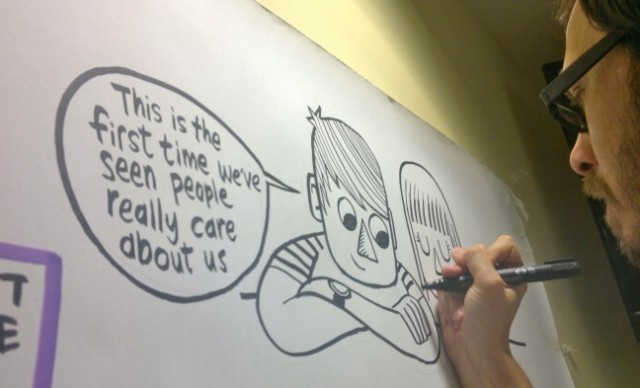 This is the
first time we've
seen people
really care
about us
T
E